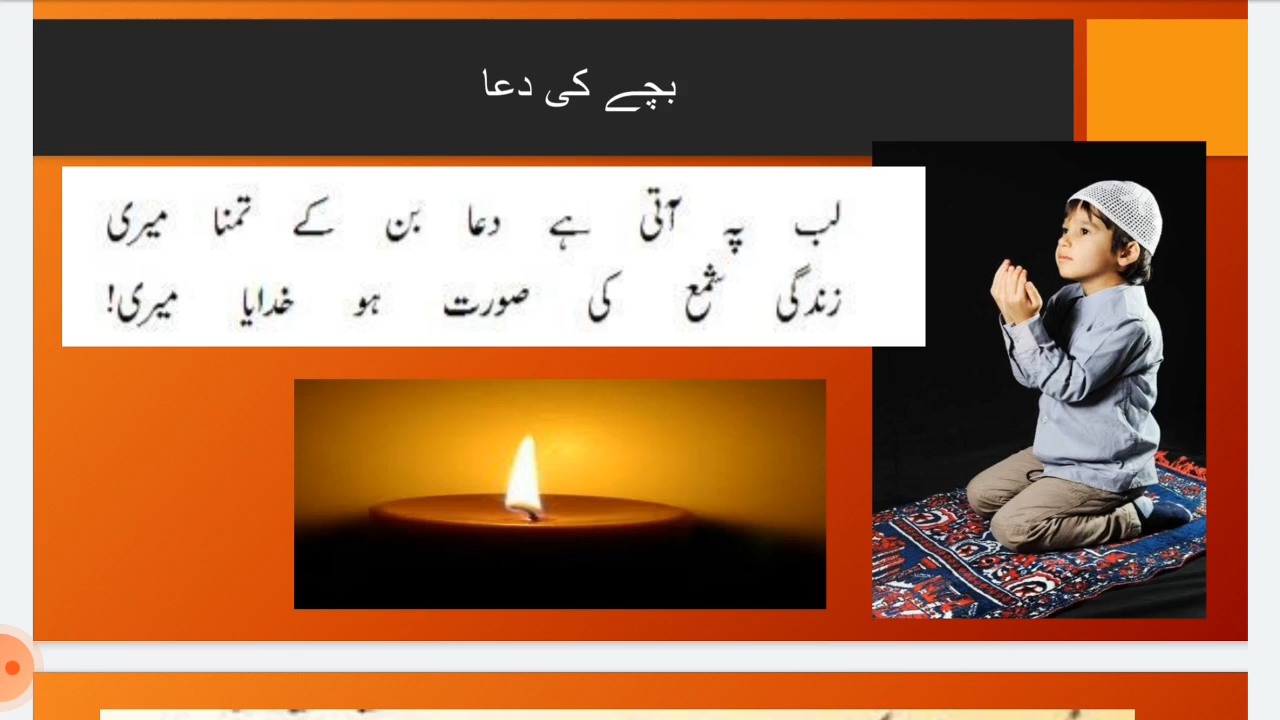 بچے کی دعا
لب پہ آتی ہے دعا بن کے تمنا میری
زندگی شمع کی صورت ہو خدایا میری!